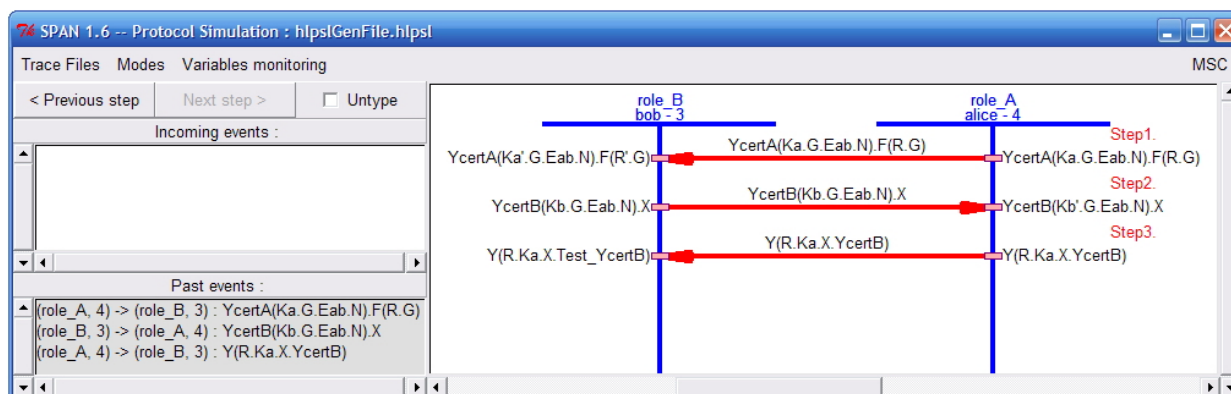 SPAN 1.6 -- Protocol Simulation : hlpslGenFile.hlpsl
Trace Files Modes Variables monitoring MSC
< Previous step Next step > Untype
Incoming events :
Past events :
(role_A, 4) -> (role_B, 3) : YcertA(Ka.G.Eab.N).F(R.G)
(role_B, 3) -> (role_A, 4) : YcertB(Kb.G.Eab.N).X
(role_A, 4) -> (role_B, 3) : Y(R.Ka.X.YcertB)
role_B role_A
bob - 3 alice - 4
Step1.
YcertA(Ka'.G.Eab.N).F(R'.G) YcertA(Ka.G.Eab.N).F(R.G) YcertA(Ka.G.Eab.N).F(R.G)
Step2.
YcertB(Kb.G.Eab.N).X YcertB(Kb.G.Eab.N).X YcertB(Kb'.G.Eab.N).X
Step3.
Y(R.Ka.X.Test_YcertB) Y(R.Ka.X.YcertB) Y(R.Ka.X.YcertB)